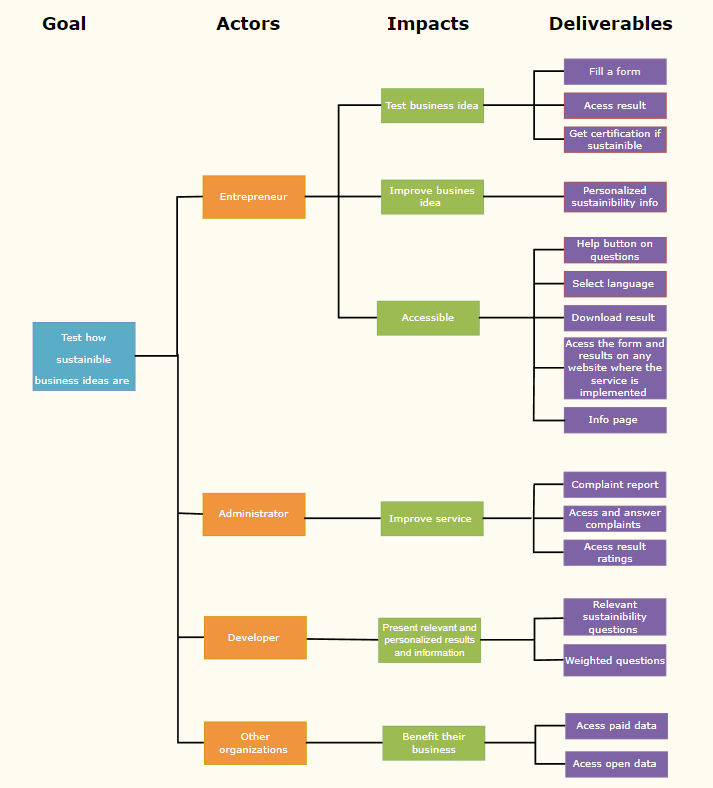 Goal
Actors
Impacts
Deliverables
Test how
sustainible
business ideas are
Entrepreneur
Test business idea
Fill a form
Acess result
Get certification if
sustainible
Improve busines
idea
Personalized
sustainibility info
Accessible
Help button on
questions
Select language
Download result
Acess the form and
results on any
website where the
service is
implemented
Info page
Administrator
Improve service
Complaint report
Acess and answer
complaints
Acess result
ratings
Developer
Present relevant and
personalized results
and information
Relevant
sustainibility
questions
Weighted questions
Other
organizations
Benefit their
business
Acess paid data
Acess open data